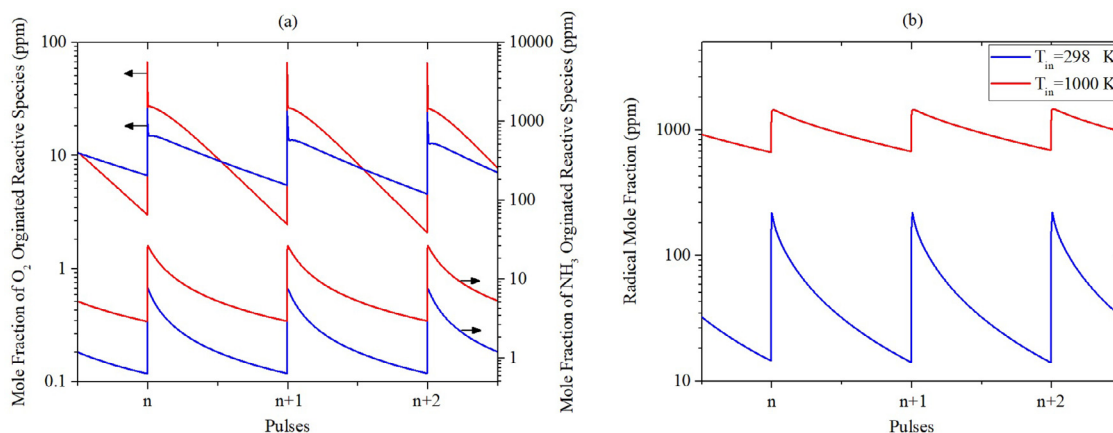 (a)
Mole Fraction of O2 Orginated Reactive Species (ppm)
100
10
1
0.1
10000
1000
100
10
1
Mole Fraction of NH3 Orginated Reactive Species (ppm)
n
n+1
n+2
Pulses
(b)
Radical Mole Fraction (ppm)
1000
100
10
Tin=298 K
Tin=1000 K
n
n+1
n+2
Pulses